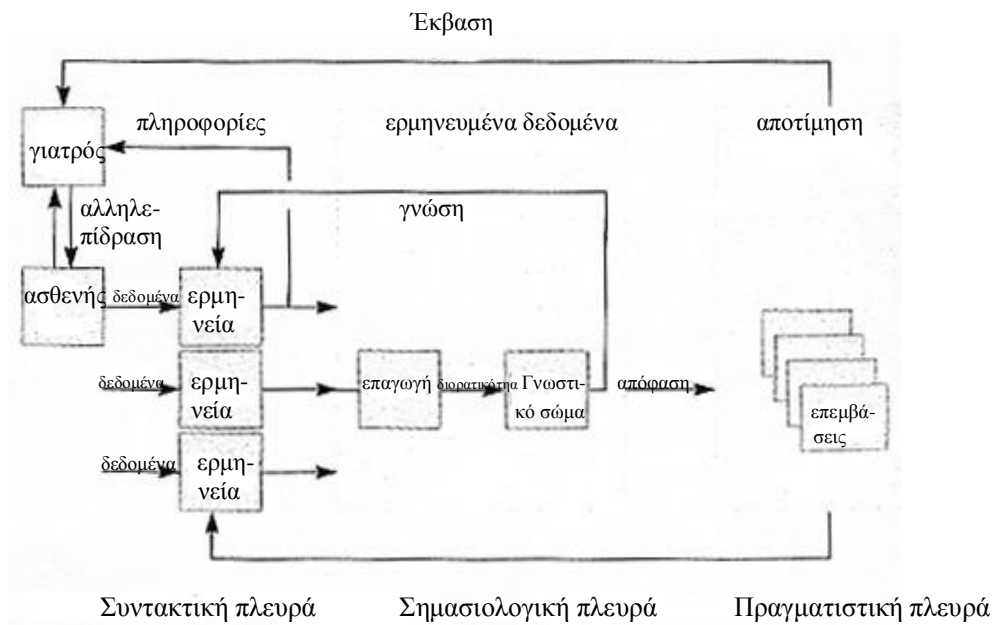 Έκβαση
πληροφορίες
ερμηνευμένα δεδομένα
αποτίμηση
γιατρός
αλληλε-
πίδραση
γνώση
ασθενής
δεδομένα
ερμη-
νεία
δεδομένα
ερμη-
νεία
επαγωγή
διορατικότηα
Γνωστι-
κό σώμα
απόφαση
επεμβά-
σεις
δεδομένα
ερμη-
νεία
Συντακτική πλευρά
Σημασιολογική πλευρά
Πραγματιστική πλευρά